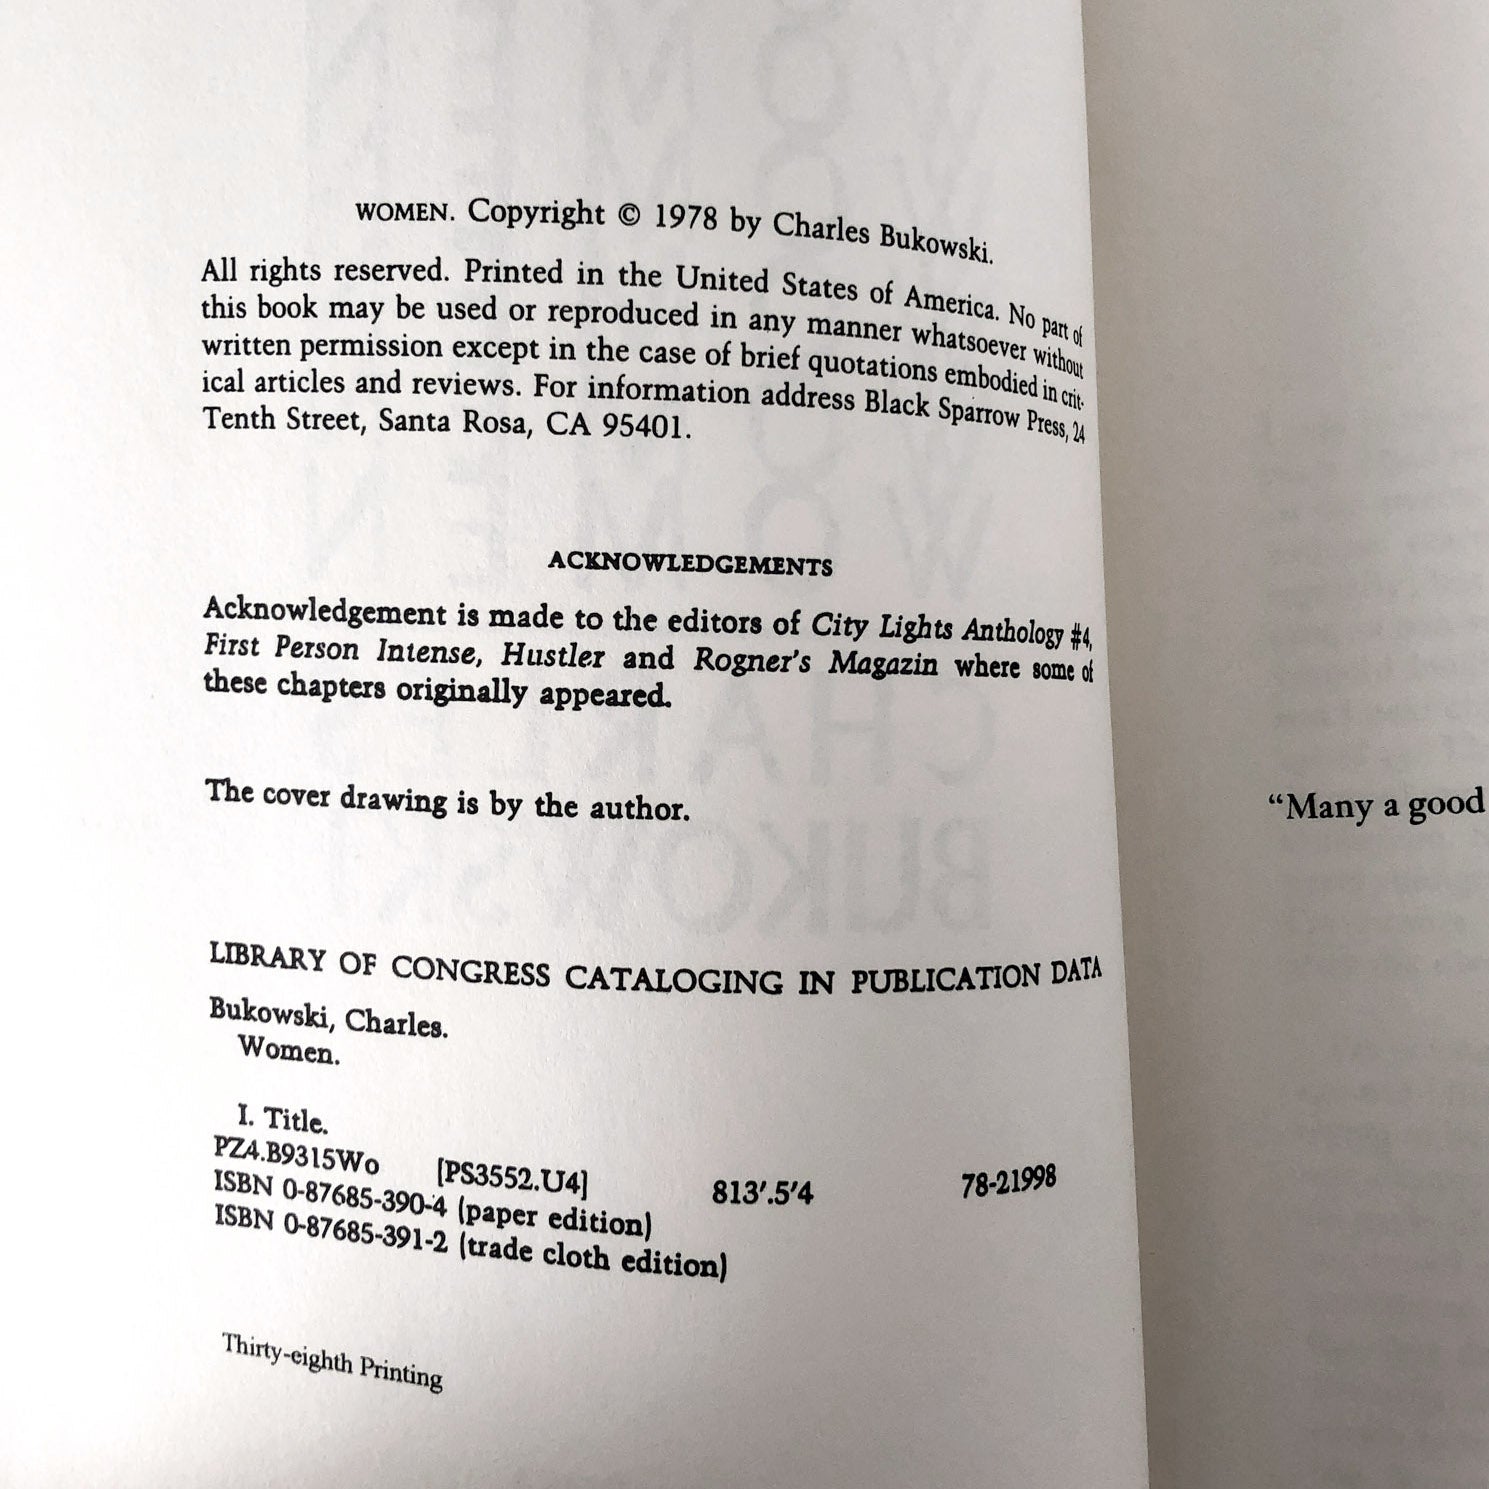 WOMEN. Copyright © 1978 by Charles Bukowski.
All rights reserved. Printed in the United States of America. No part of
this book may be used or reproduced in any manner whatsoever without
written permission except in the case of brief quotations embodied in crit-
ical articles and reviews. For information address Black Sparrow Press, 24
Tenth Street, Santa Rosa, CA 95401.
ACKNOWLEDGEMENTS
Acknowledgement is made to the editors of City Lights Anthology #4,
First Person Intense, Hustler and Rogner's Magazin where some of
these chapters originally appeared.
The cover drawing is by the author.
LIBRARY OF CONGRESS CATALOGING IN PUBLICATION DATA
Bukowski, Charles.
Women.
I. Title.
PZ4.B9315Wo [PS3552.U4] 813'.5'4 78-21998
ISBN 0-87685-390-4 (paper edition)
ISBN 0-87685-391-2 (trade cloth edition)
Thirty-eighth Printing
“Many a good